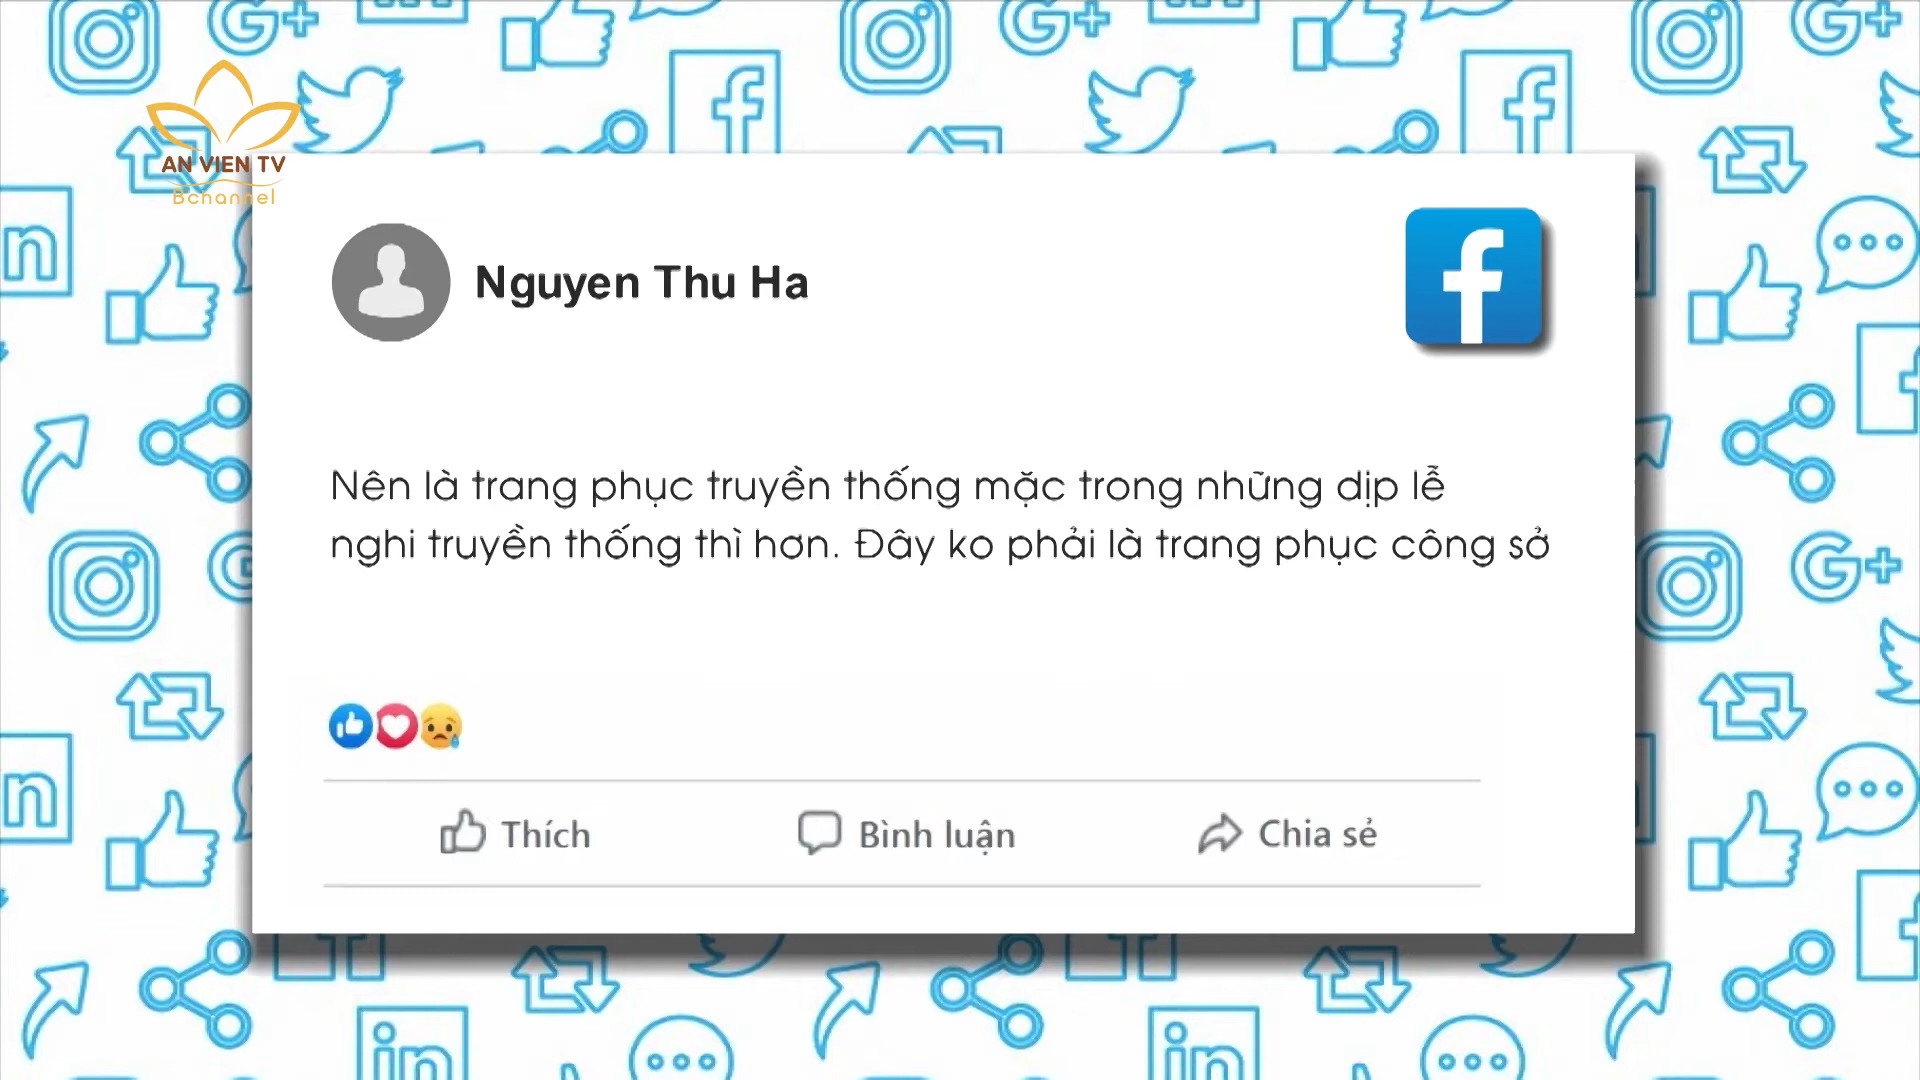 AN VIEN TV
Bchannel
Nguyen Thu Ha
Nên là trang phục truyền thống mặc trong những dịp lễ
nghi truyền thống thì hơn. Đây ko phải là trang phục công sở
Thích
Bình luận
Chia sẻ